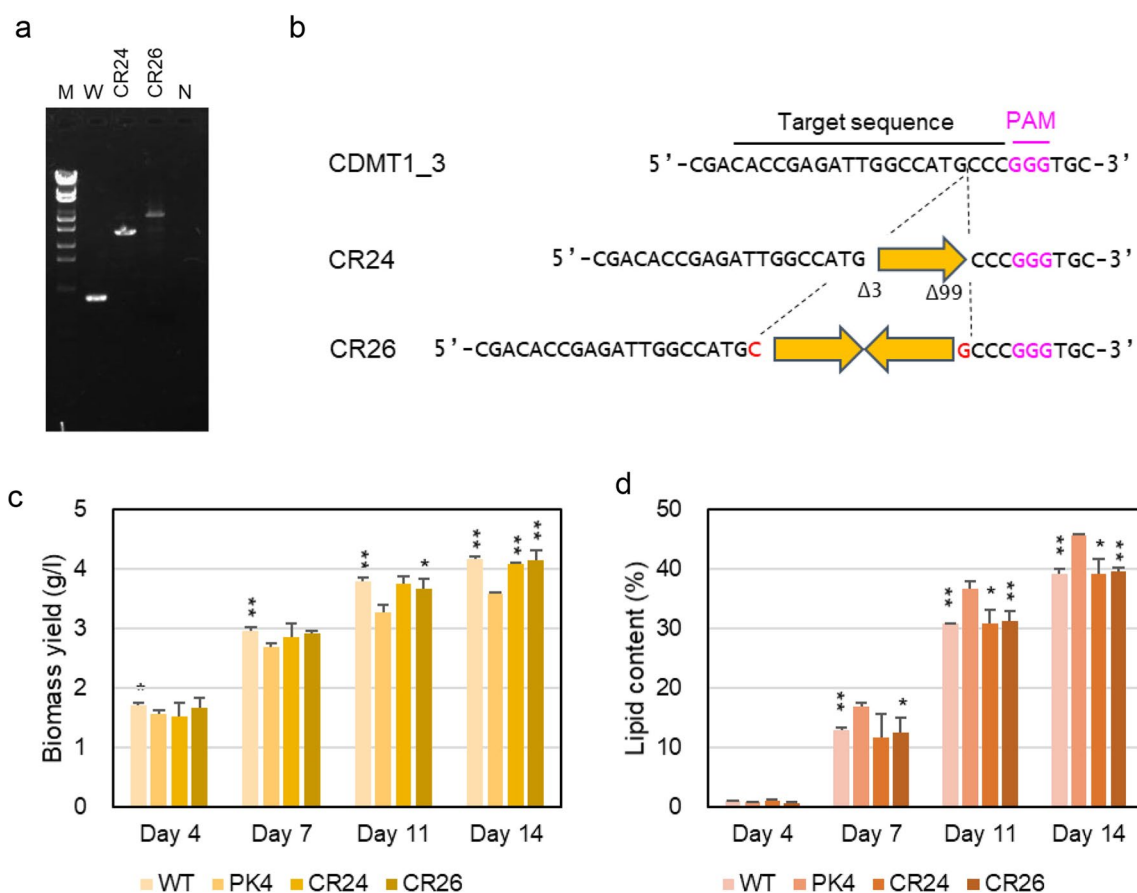 a
M W CR24 CR26 N
b
Target sequence PAM
CDMT1_3 5’-CGACACCGAGATTGGCCATGCCCGGGTGC-3’
CR24 5’-CGACACCGAGATTGGCCATG CCCGGGTGC-3’
Δ3 Δ99
CR26 5’-CGACACCGAGATTGGCCATGC GCCCGGGTGC-3’
c
Biomass yield (g/l)
5
4
3
2
1
0
* ** ** * ** ** **
Day 4 Day 7 Day 11 Day 14
WT PK4 CR24 CR26
d
Lipid content (%)
50
40
30
20
10
0
** * ** * ** ** * **
Day 4 Day 7 Day 11 Day 14
WT PK4 CR24 CR26